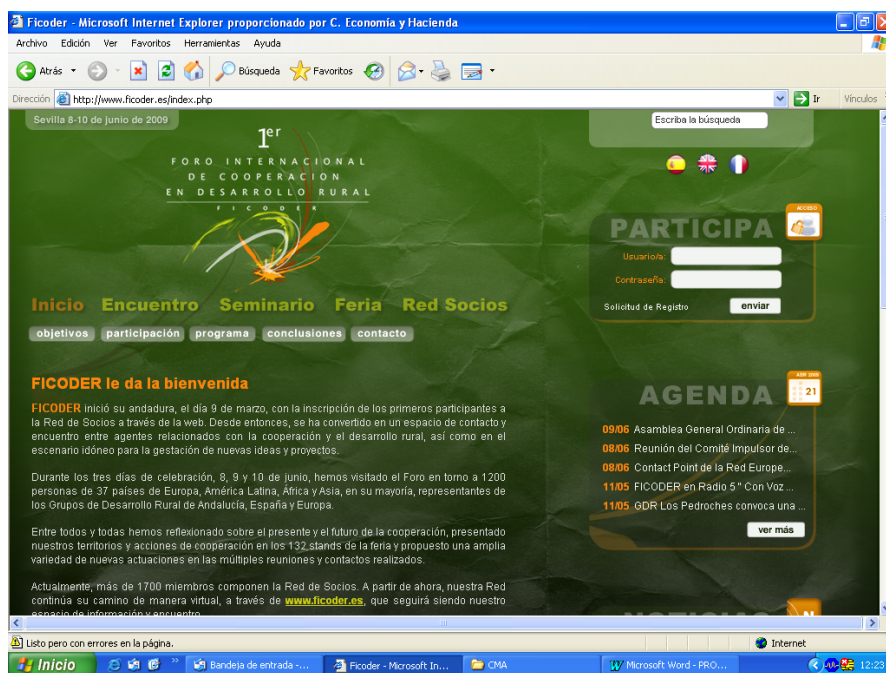 Ficoder - Microsoft Internet Explorer proporcionado por C. Economía y Hacienda
Archivo Edición Ver Favoritos Herramientas Ayuda
Atrás Búsqueda Favoritos
Dirección http://www.ficoder.es/index.php Ir Vínculos
Sevilla 8-10 de junio de 2009
Escriba la búsqueda
1er
FORO INTERNACIONAL
DE COOPERACIÓN
EN DESARROLLO RURAL
FICODER
ACCESO
PARTICIPA
Usuario/a:
Contraseña:
Solicitud de Registro enviar
Inicio Encuentro Seminario Feria Red Socios
objetivos participación programa conclusiones contacto
FICODER le da la bienvenida
FICODER inició su andadura, el día 9 de marzo, con la inscripción de los primeros participantes a
la Red de Socios a través de la web. Desde entonces, se ha convertido en un espacio de contacto y
encuentro entre agentes relacionados con la cooperación y el desarrollo rural, así como en el
escenario idóneo para la gestación de nuevas ideas y proyectos.
Durante los tres días de celebración, 8, 9 y 10 de junio, hemos visitado el Foro en torno a 1200
personas de 37 países de Europa, América Latina, África y Asia, en su mayoría, representantes de
los Grupos de Desarrollo Rural de Andalucía, España y Europa.
Entre todos y todas hemos reflexionado sobre el presente y el futuro de la cooperación, presentado
nuestros territorios y acciones de cooperación en los 132 stands de la feria y propuesto una amplia
variedad de nuevas actuaciones en las múltiples reuniones y contactos realizados.
Actualmente, más de 1700 miembros componen la Red de Socios. A partir de ahora, nuestra Red
continúa su camino de manera virtual, a través de www.ficoder.es, que seguirá siendo nuestro
espacio de información y encuentro
ABR 2009
21
AGENDA
09/06 Asamblea General Ordinaria de ...
08/06 Reunión del Comité Impulsor de...
08/06 Contact Point de la Red Europe...
11/05 FICODER en Radio 5 " Con Voz ...
11/05 GDR Los Pedroches convoca una ...
ver más
NOTICIAS
N
Listo pero con errores en la página. Internet
Inicio Bandeja de entrada -... Ficoder - Microsoft In... CMA Microsoft Word - PRO... 12:23